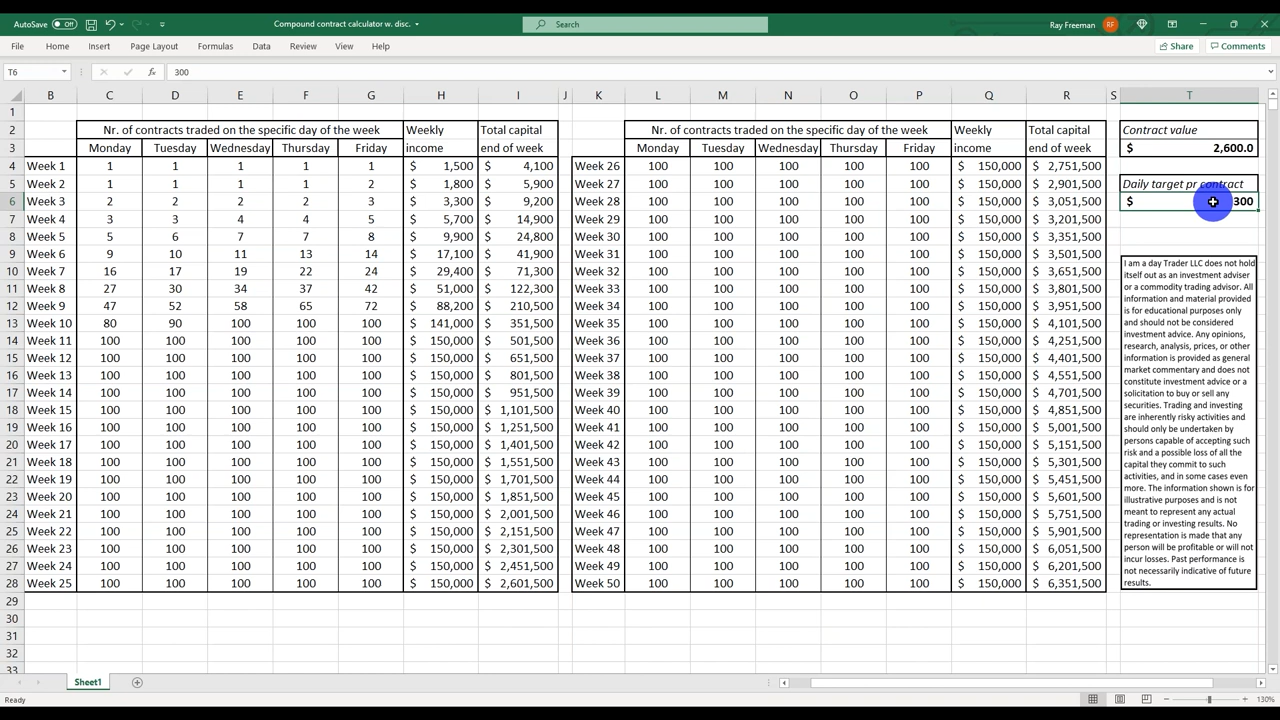 AutoSave Off Compound contract calculator w. disc. Search Ray Freeman RF
File Home Insert Page Layout Formulas Data Review View Help Share Comments
T6 fx 300
B C D E F G H I J K L M N O P Q R S T
1
2 Nr. of contracts traded on the specific day of the week Weekly Total capital Nr. of contracts traded on the specific day of the week Weekly Total capital Contract value
3 Monday Tuesday Wednesday Thursday Friday income end of week Monday Tuesday Wednesday Thursday Friday income end of week $ 2,600.0
4 Week 1 1 1 1 1 1 $ 1,500 $ 4,100 Week 26 100 100 100 100 100 $ 150,000 $ 2,751,500
5 Week 2 1 1 1 1 2 $ 1,800 $ 5,900 Week 27 100 100 100 100 100 $ 150,000 $ 2,901,500 Daily target pr contract
6 Week 3 2 2 2 2 3 $ 3,300 $ 9,200 Week 28 100 100 100 100 100 $ 150,000 $ 3,051,500 $ 300
7 Week 4 3 3 4 4 5 $ 5,700 $ 14,900 Week 29 100 100 100 100 100 $ 150,000 $ 3,201,500
8 Week 5 5 6 7 7 8 $ 9,900 $ 24,800 Week 30 100 100 100 100 100 $ 150,000 $ 3,351,500
9 Week 6 9 10 11 13 14 $ 17,100 $ 41,900 Week 31 100 100 100 100 100 $ 150,000 $ 3,501,500
10 Week 7 16 17 19 22 24 $ 29,400 $ 71,300 Week 32 100 100 100 100 100 $ 150,000 $ 3,651,500
11 Week 8 27 30 34 37 42 $ 51,000 $ 122,300 Week 33 100 100 100 100 100 $ 150,000 $ 3,801,500
12 Week 9 47 52 58 65 72 $ 88,200 $ 210,500 Week 34 100 100 100 100 100 $ 150,000 $ 3,951,500
13 Week 10 80 90 100 100 100 $ 141,000 $ 351,500 Week 35 100 100 100 100 100 $ 150,000 $ 4,101,500
14 Week 11 100 100 100 100 100 $ 150,000 $ 501,500 Week 36 100 100 100 100 100 $ 150,000 $ 4,251,500
15 Week 12 100 100 100 100 100 $ 150,000 $ 651,500 Week 37 100 100 100 100 100 $ 150,000 $ 4,401,500
16 Week 13 100 100 100 100 100 $ 150,000 $ 801,500 Week 38 100 100 100 100 100 $ 150,000 $ 4,551,500
17 Week 14 100 100 100 100 100 $ 150,000 $ 951,500 Week 39 100 100 100 100 100 $ 150,000 $ 4,701,500
18 Week 15 100 100 100 100 100 $ 150,000 $ 1,101,500 Week 40 100 100 100 100 100 $ 150,000 $ 4,851,500
19 Week 16 100 100 100 100 100 $ 150,000 $ 1,251,500 Week 41 100 100 100 100 100 $ 150,000 $ 5,001,500
20 Week 17 100 100 100 100 100 $ 150,000 $ 1,401,500 Week 42 100 100 100 100 100 $ 150,000 $ 5,151,500
21 Week 18 100 100 100 100 100 $ 150,000 $ 1,551,500 Week 43 100 100 100 100 100 $ 150,000 $ 5,301,500
22 Week 19 100 100 100 100 100 $ 150,000 $ 1,701,500 Week 44 100 100 100 100 100 $ 150,000 $ 5,451,500
23 Week 20 100 100 100 100 100 $ 150,000 $ 1,851,500 Week 45 100 100 100 100 100 $ 150,000 $ 5,601,500
24 Week 21 100 100 100 100 100 $ 150,000 $ 2,001,500 Week 46 100 100 100 100 100 $ 150,000 $ 5,751,500
25 Week 22 100 100 100 100 100 $ 150,000 $ 2,151,500 Week 47 100 100 100 100 100 $ 150,000 $ 5,901,500
26 Week 23 100 100 100 100 100 $ 150,000 $ 2,301,500 Week 48 100 100 100 100 100 $ 150,000 $ 6,051,500
27 Week 24 100 100 100 100 100 $ 150,000 $ 2,451,500 Week 49 100 100 100 100 100 $ 150,000 $ 6,201,500
28 Week 25 100 100 100 100 100 $ 150,000 $ 2,601,500 Week 50 100 100 100 100 100 $ 150,000 $ 6,351,500
I am a day Trader LLC does not hold
itself out as an investment adviser
or a commodity trading advisor. All
information and material provided
is for educational purposes only
and should not be considered
investment advice. Any opinions,
research, analysis, prices, or other
information is provided as general
market commentary and does not
constitute investment advice or a
solicitation to buy or sell any
securities. Trading and investing
are inherently risky activities and
should only be undertaken by
persons capable of accepting such
risk and a possible loss of all the
capital they commit to such
activities, and in some cases even
more. The information shown is for
illustrative purposes and is not
meant to represent any actual
trading or investing results. No
representation is made that any
person will be profitable or will not
incur losses. Past performance is
not necessarily indicative of future
results.
29
30
31
32
33
Sheet1
Ready 130%